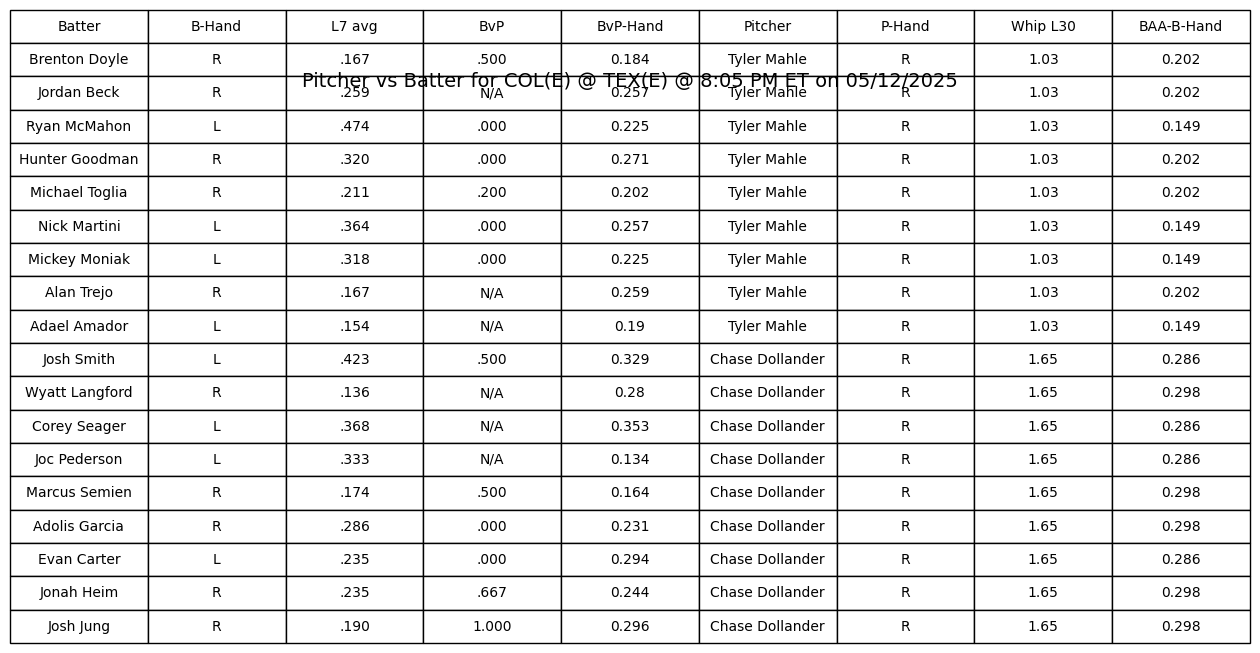 Batter B-Hand L7 avg BvP BvP-Hand Pitcher P-Hand Whip L30 BAA-B-Hand
Brenton Doyle R .167 .500 0.184 Tyler Mahle R 1.03 0.202
Pitcher vs Batter for COL(E) @ TEX(E) @ 8:05 PM ET on 05/12/2025
Jordan Beck R .259 N/A 0.257 Tyler Mahle R 1.03 0.202
Ryan McMahon L .474 .000 0.225 Tyler Mahle R 1.03 0.149
Hunter Goodman R .320 .000 0.271 Tyler Mahle R 1.03 0.202
Michael Toglia R .211 .200 0.202 Tyler Mahle R 1.03 0.202
Nick Martini L .364 .000 0.257 Tyler Mahle R 1.03 0.149
Mickey Moniak L .318 .000 0.225 Tyler Mahle R 1.03 0.149
Alan Trejo R .167 N/A 0.259 Tyler Mahle R 1.03 0.202
Adael Amador L .154 N/A 0.19 Tyler Mahle R 1.03 0.149
Josh Smith L .423 .500 0.329 Chase Dollander R 1.65 0.286
Wyatt Langford R .136 N/A 0.28 Chase Dollander R 1.65 0.298
Corey Seager L .368 N/A 0.353 Chase Dollander R 1.65 0.286
Joc Pederson L .333 N/A 0.134 Chase Dollander R 1.65 0.286
Marcus Semien R .174 .500 0.164 Chase Dollander R 1.65 0.298
Adolis Garcia R .286 .000 0.231 Chase Dollander R 1.65 0.298
Evan Carter L .235 .000 0.294 Chase Dollander R 1.65 0.286
Jonah Heim R .235 .667 0.244 Chase Dollander R 1.65 0.298
Josh Jung R .190 1.000 0.296 Chase Dollander R 1.65 0.298